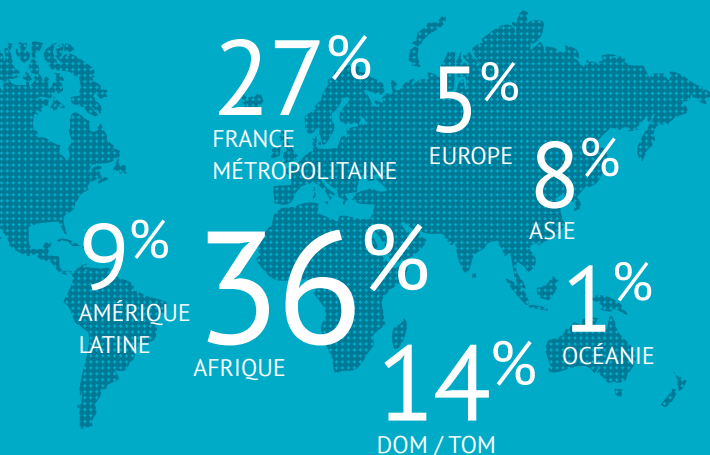 27%
FRANCE
MÉTROPOLITAINE
5%
EUROPE
8%
ASIE
9%
AMÉRIQUE
LATINE
36%
AFRIQUE
1%
OCÉANIE
14%
DOM / TOM